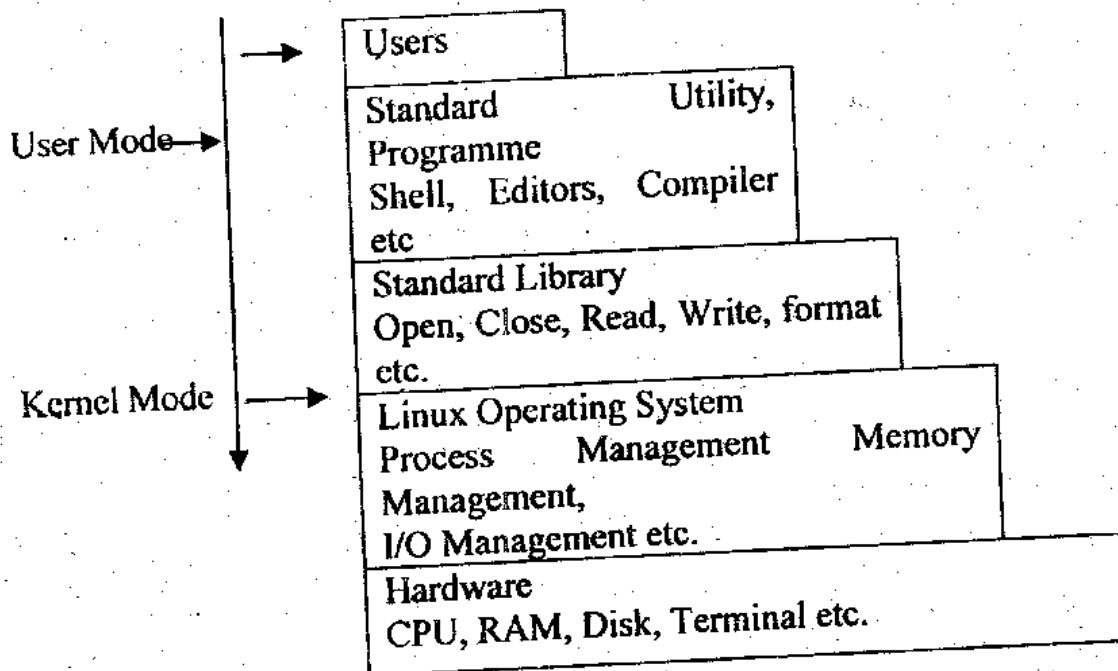 Users
Standard Utility,
Programme
Shell, Editors, Compiler
etc
User Mode
Standard Library
Open, Close, Read, Write, format
etc.
Kernel Mode
Linux Operating System
Process Management Memory
Management,
I/O Management etc.
Hardware
CPU, RAM, Disk, Terminal etc.